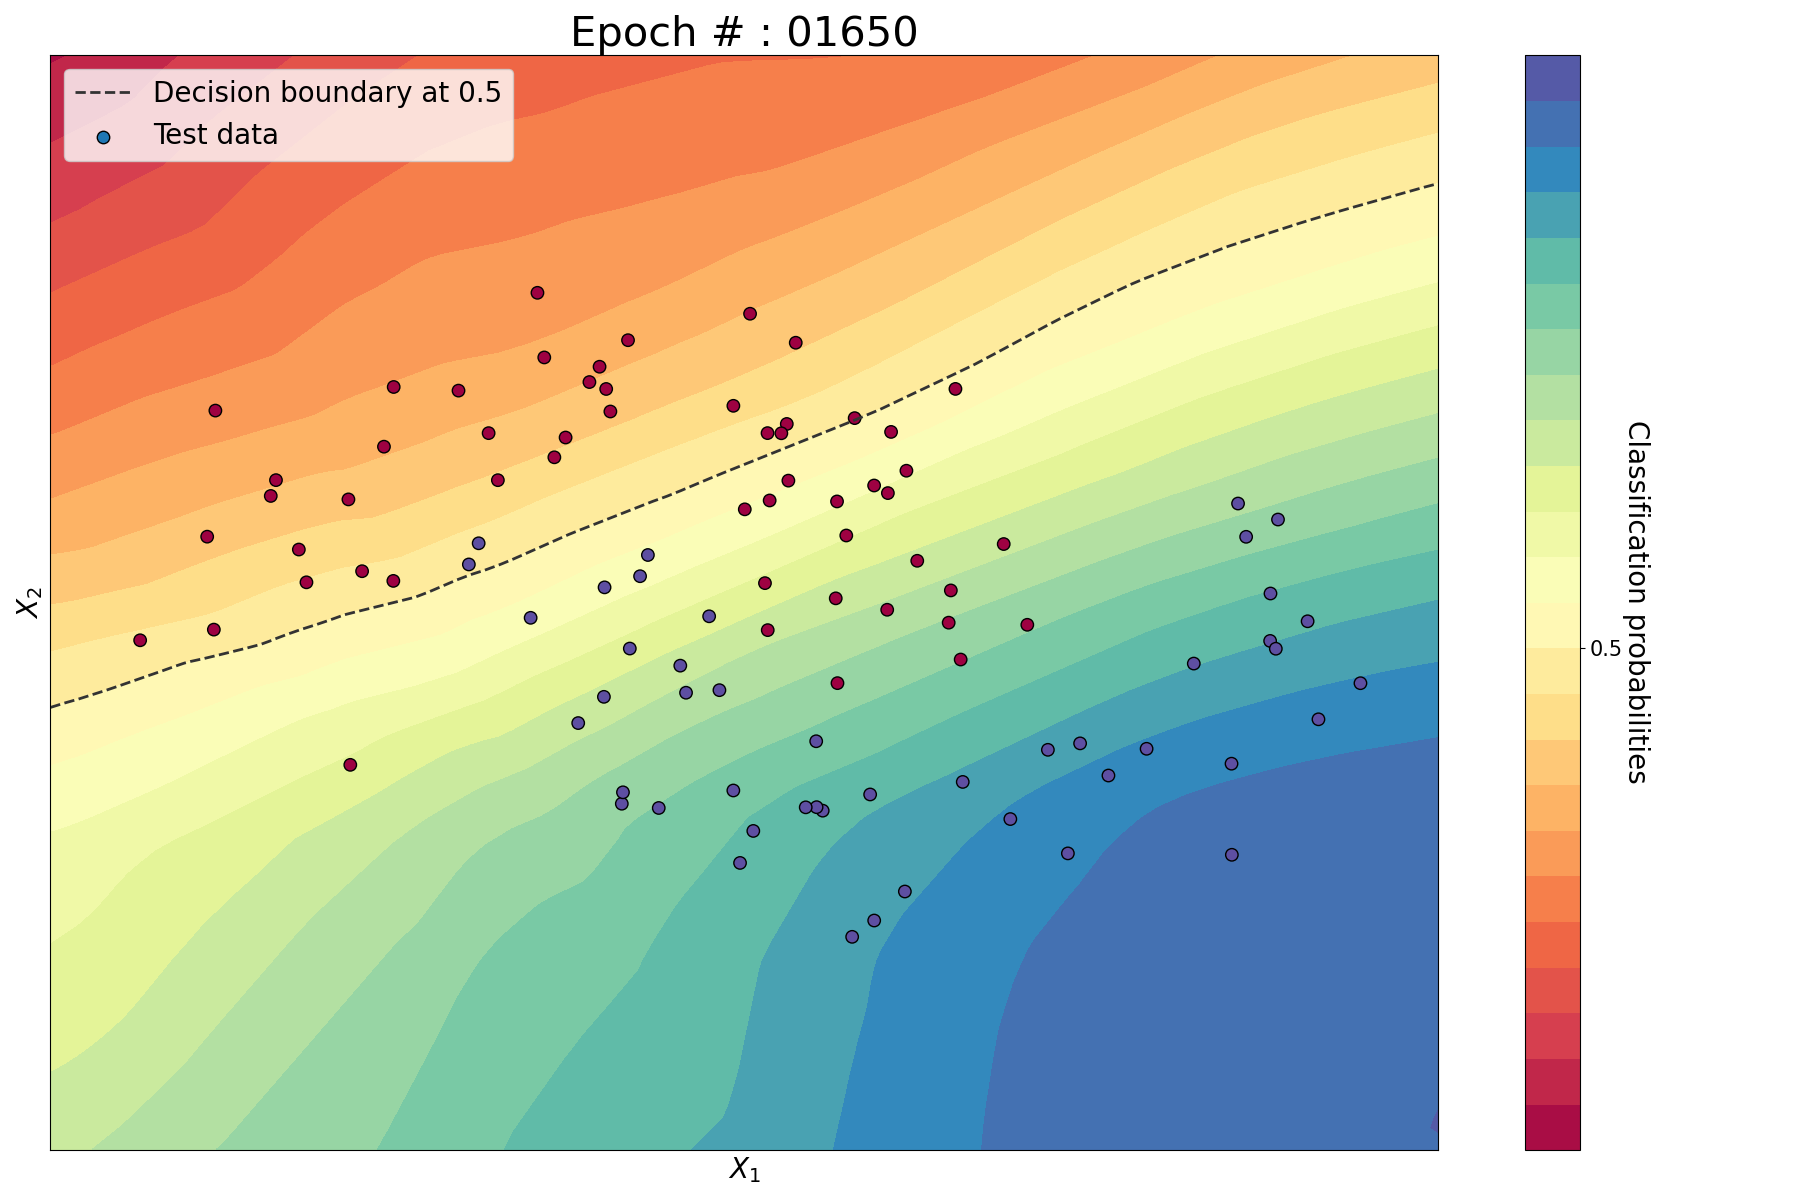 Epoch # : 01650
Decision boundary at 0.5
Test data
X₂
X₁
0.5
Classification probabilities